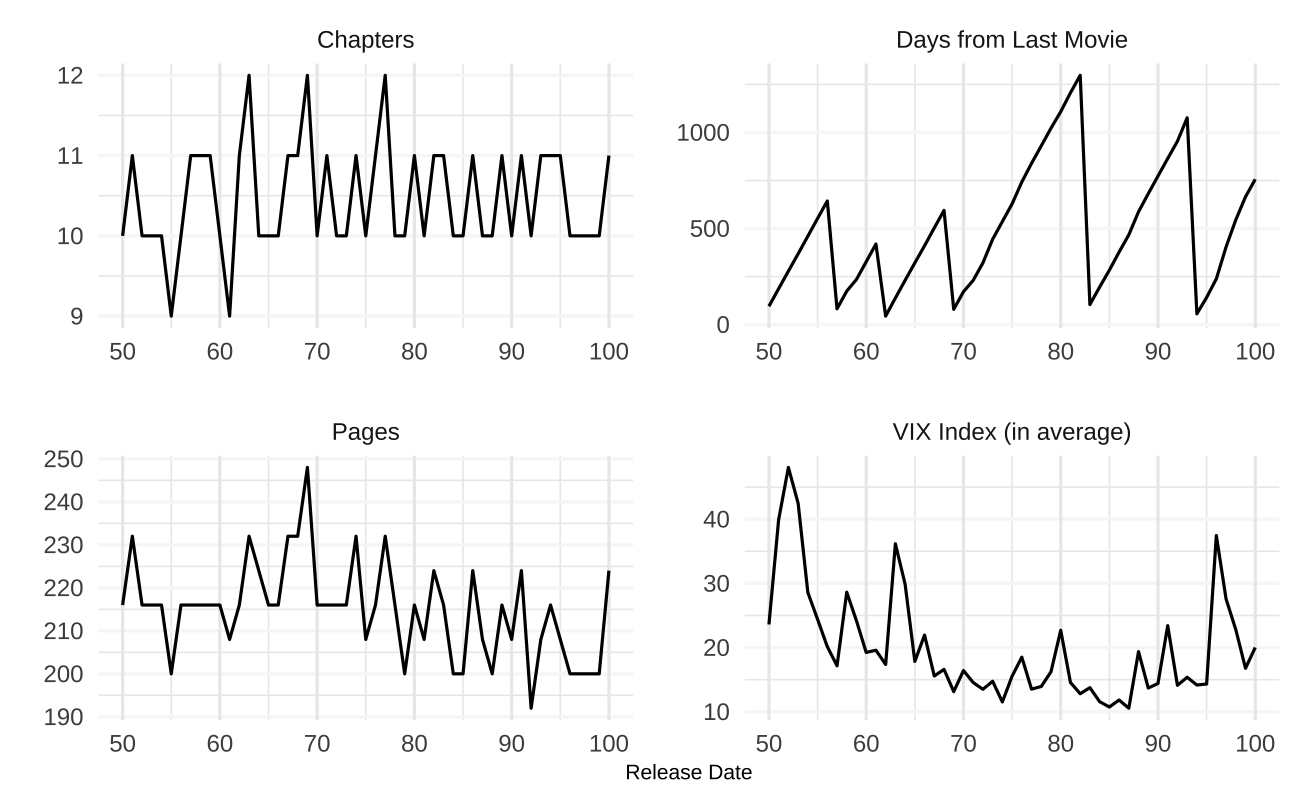 Chapters
12
11
10
9
50 60 70 80 90 100
Days from Last Movie
1000
500
0
50 60 70 80 90 100
Pages
250
240
230
220
210
200
190
50 60 70 80 90 100
VIX Index (in average)
40
30
20
10
50 60 70 80 90 100
Release Date